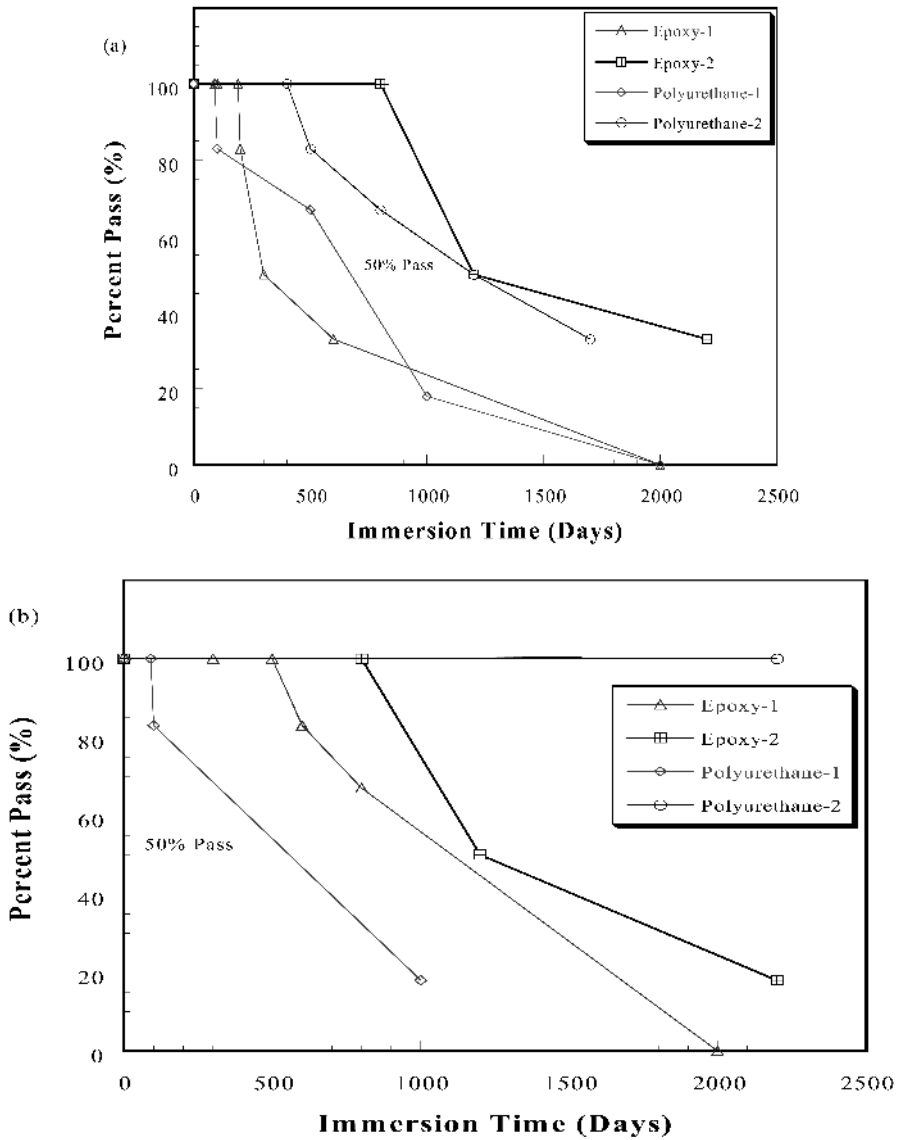 (a)
Epoxy-1
Epoxy-2
Polyurethane-1
Polyurethane-2
100
80
60
40
20
0
50% Pass
Percent Pass (%)
0 500 1000 1500 2000 2500
Immersion Time (Days)
(b)
100
80
60
40
20
0
Epoxy-1
Epoxy-2
Polyurethane-1
Polyurethane-2
50% Pass
Percent Pass (%)
0 500 1000 1500 2000 2500
Immersion Time (Days)